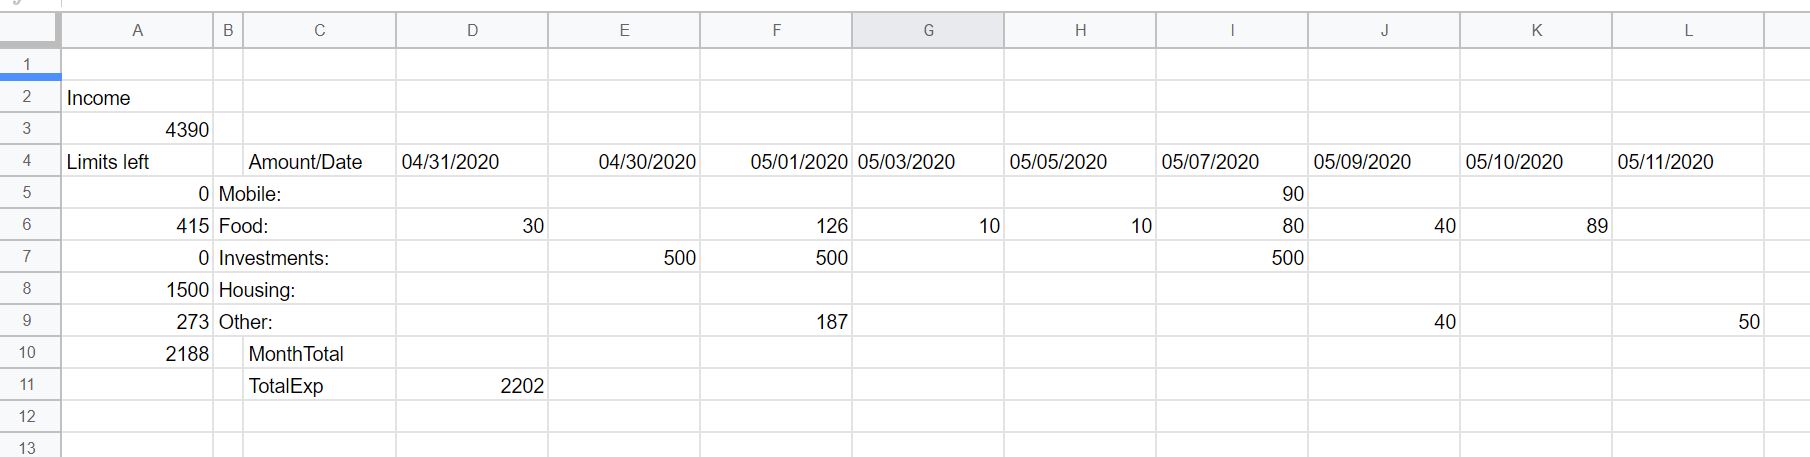 A B C D E F G H I J K L
1
2 Income
3 4390
4 Limits left Amount/Date 04/31/2020 04/30/2020 05/01/2020 05/03/2020 05/05/2020 05/07/2020 05/09/2020 05/10/2020 05/11/2020
5 0 Mobile: 90
6 415 Food: 30 126 10 10 80 40 89
7 0 Investments: 500 500 500
8 1500 Housing:
9 273 Other: 187 40 50
10 2188 MonthTotal
11 TotalExp 2202
12
13